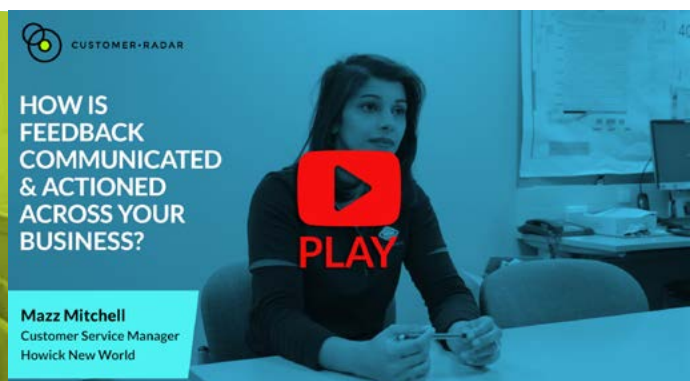 CUSTOMER•RADAR
HOW IS
FEEDBACK
COMMUNICATED
& ACTIONED
ACROSS YOUR
BUSINESS?
PLAY
Mazz Mitchell
Customer Service Manager
Howick New World